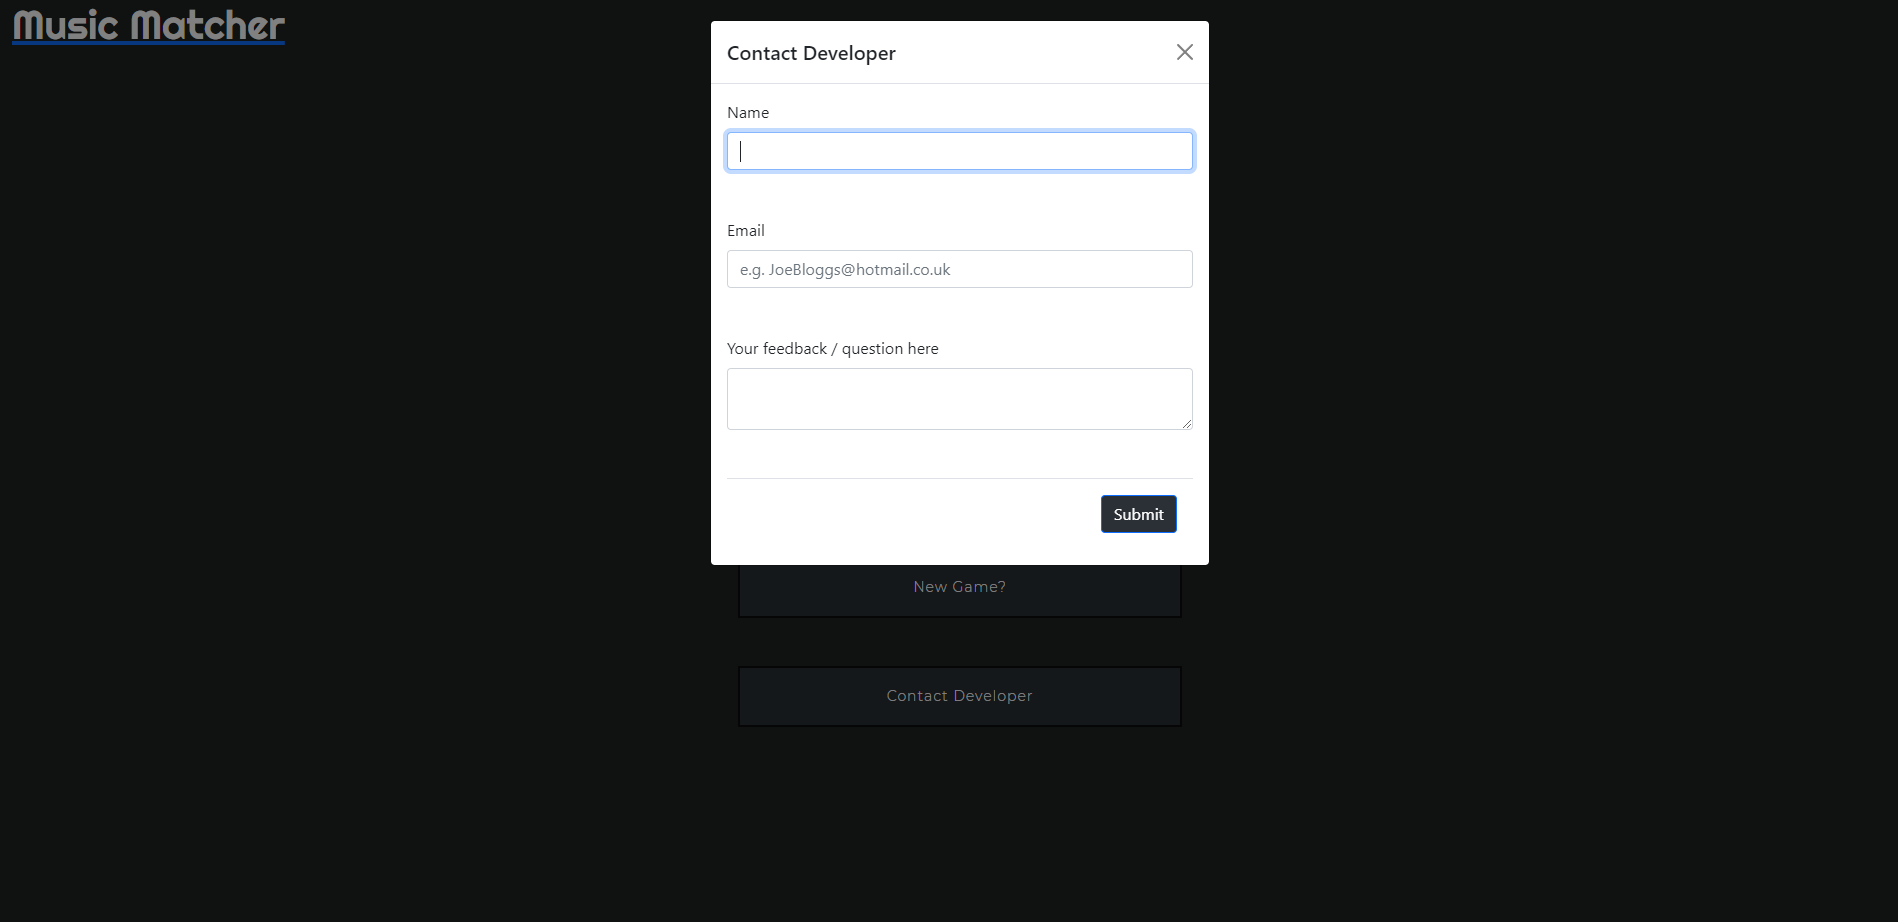 Music Matcher
Contact Developer
Name
Email
e.g. JoeBloggs@hotmail.co.uk
Your feedback / question here
Submit
New Game?
Contact Developer